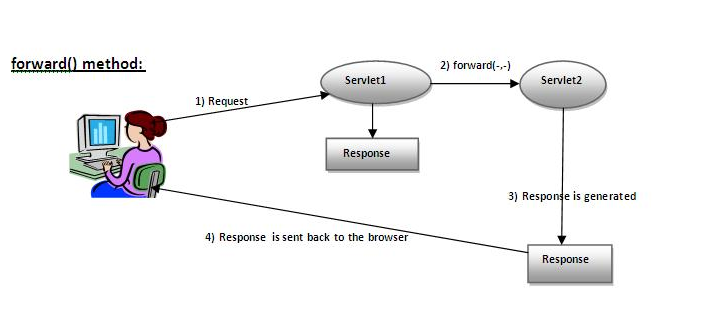 forward() method:
1) Request
Servlet1
2) forward(-,-)
Servlet2
Response
3) Response is generated
4) Response is sent back to the browser
Response